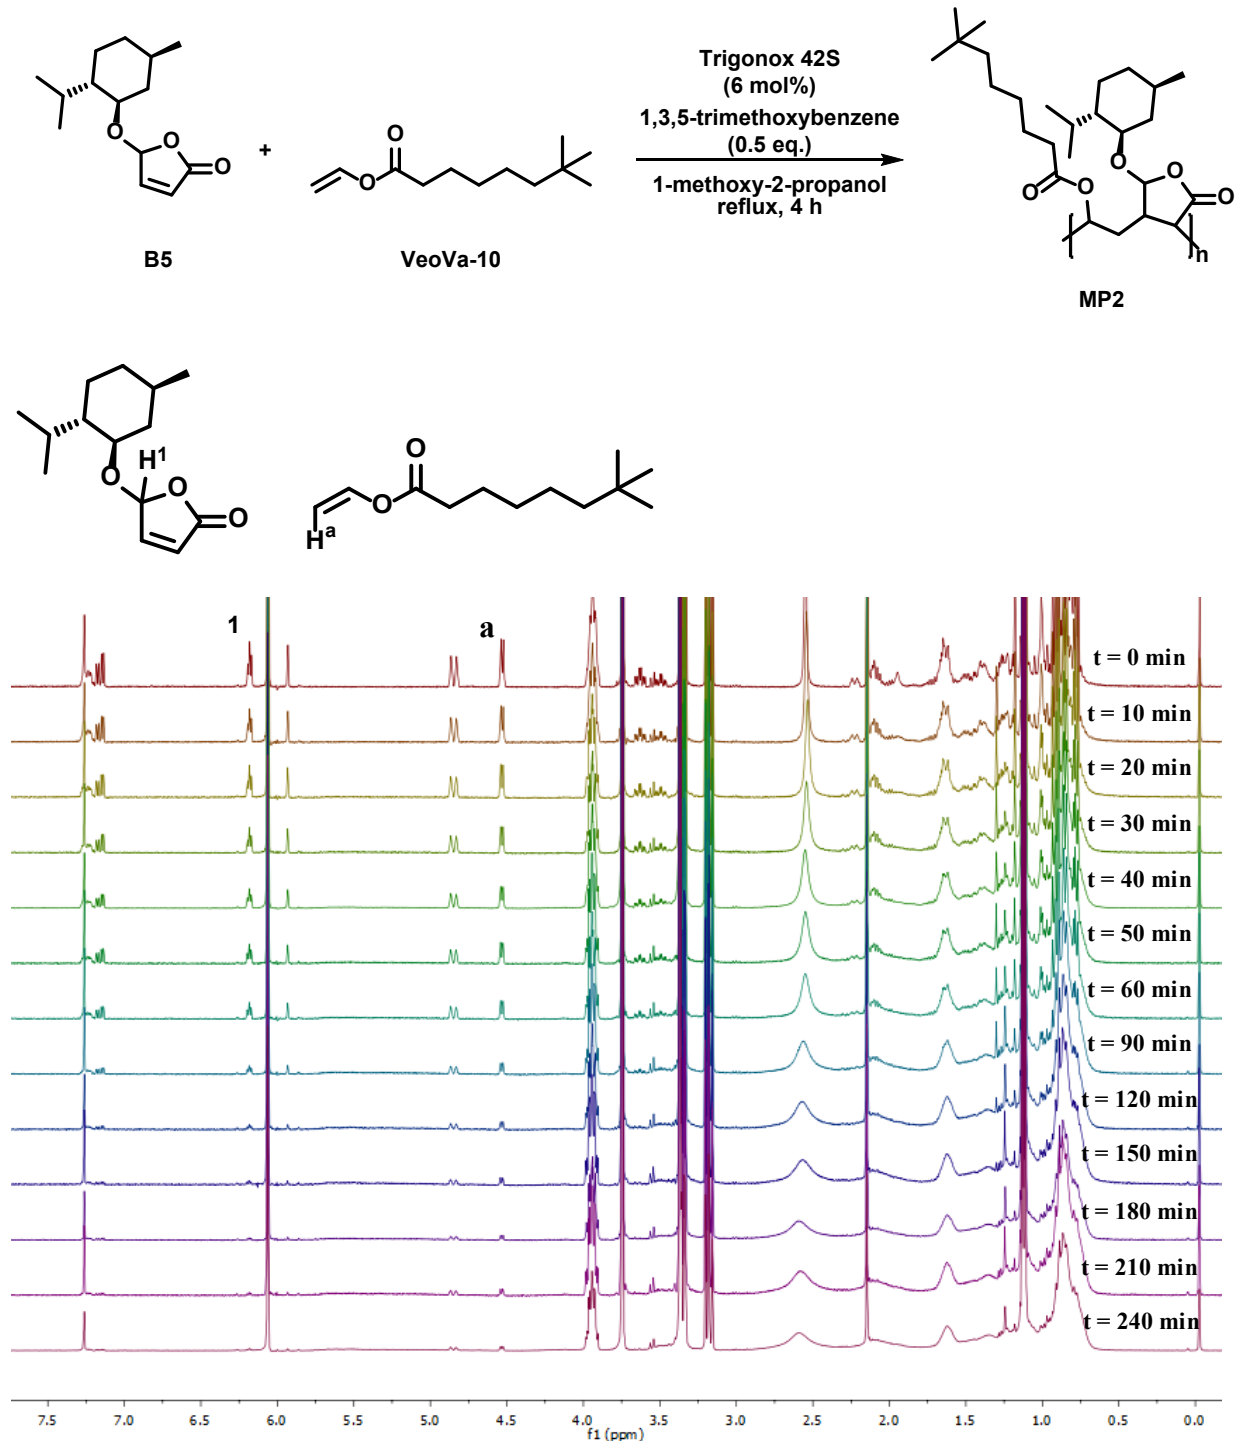 Trigonox 42S
(6 mol%)
1,3,5-trimethoxybenzene
(0.5 eq.)
1-methoxy-2-propanol
reflux, 4 h
O
O
O
+
O
O
B5
VeoVa-10
O
O
O
O
O
n
MP2
H1
O
O
O
O
O
Ha
1
a
t = 0 min
t = 10 min
t = 20 min
t = 30 min
t = 40 min
t = 50 min
t = 60 min
t = 90 min
t = 120 min
t = 150 min
t = 180 min
t = 210 min
t = 240 min
7.5 7.0 6.5 6.0 5.5 5.0 4.5 4.0 3.5 3.0 2.5 2.0 1.5 1.0 0.5 0.0
f1 (ppm)